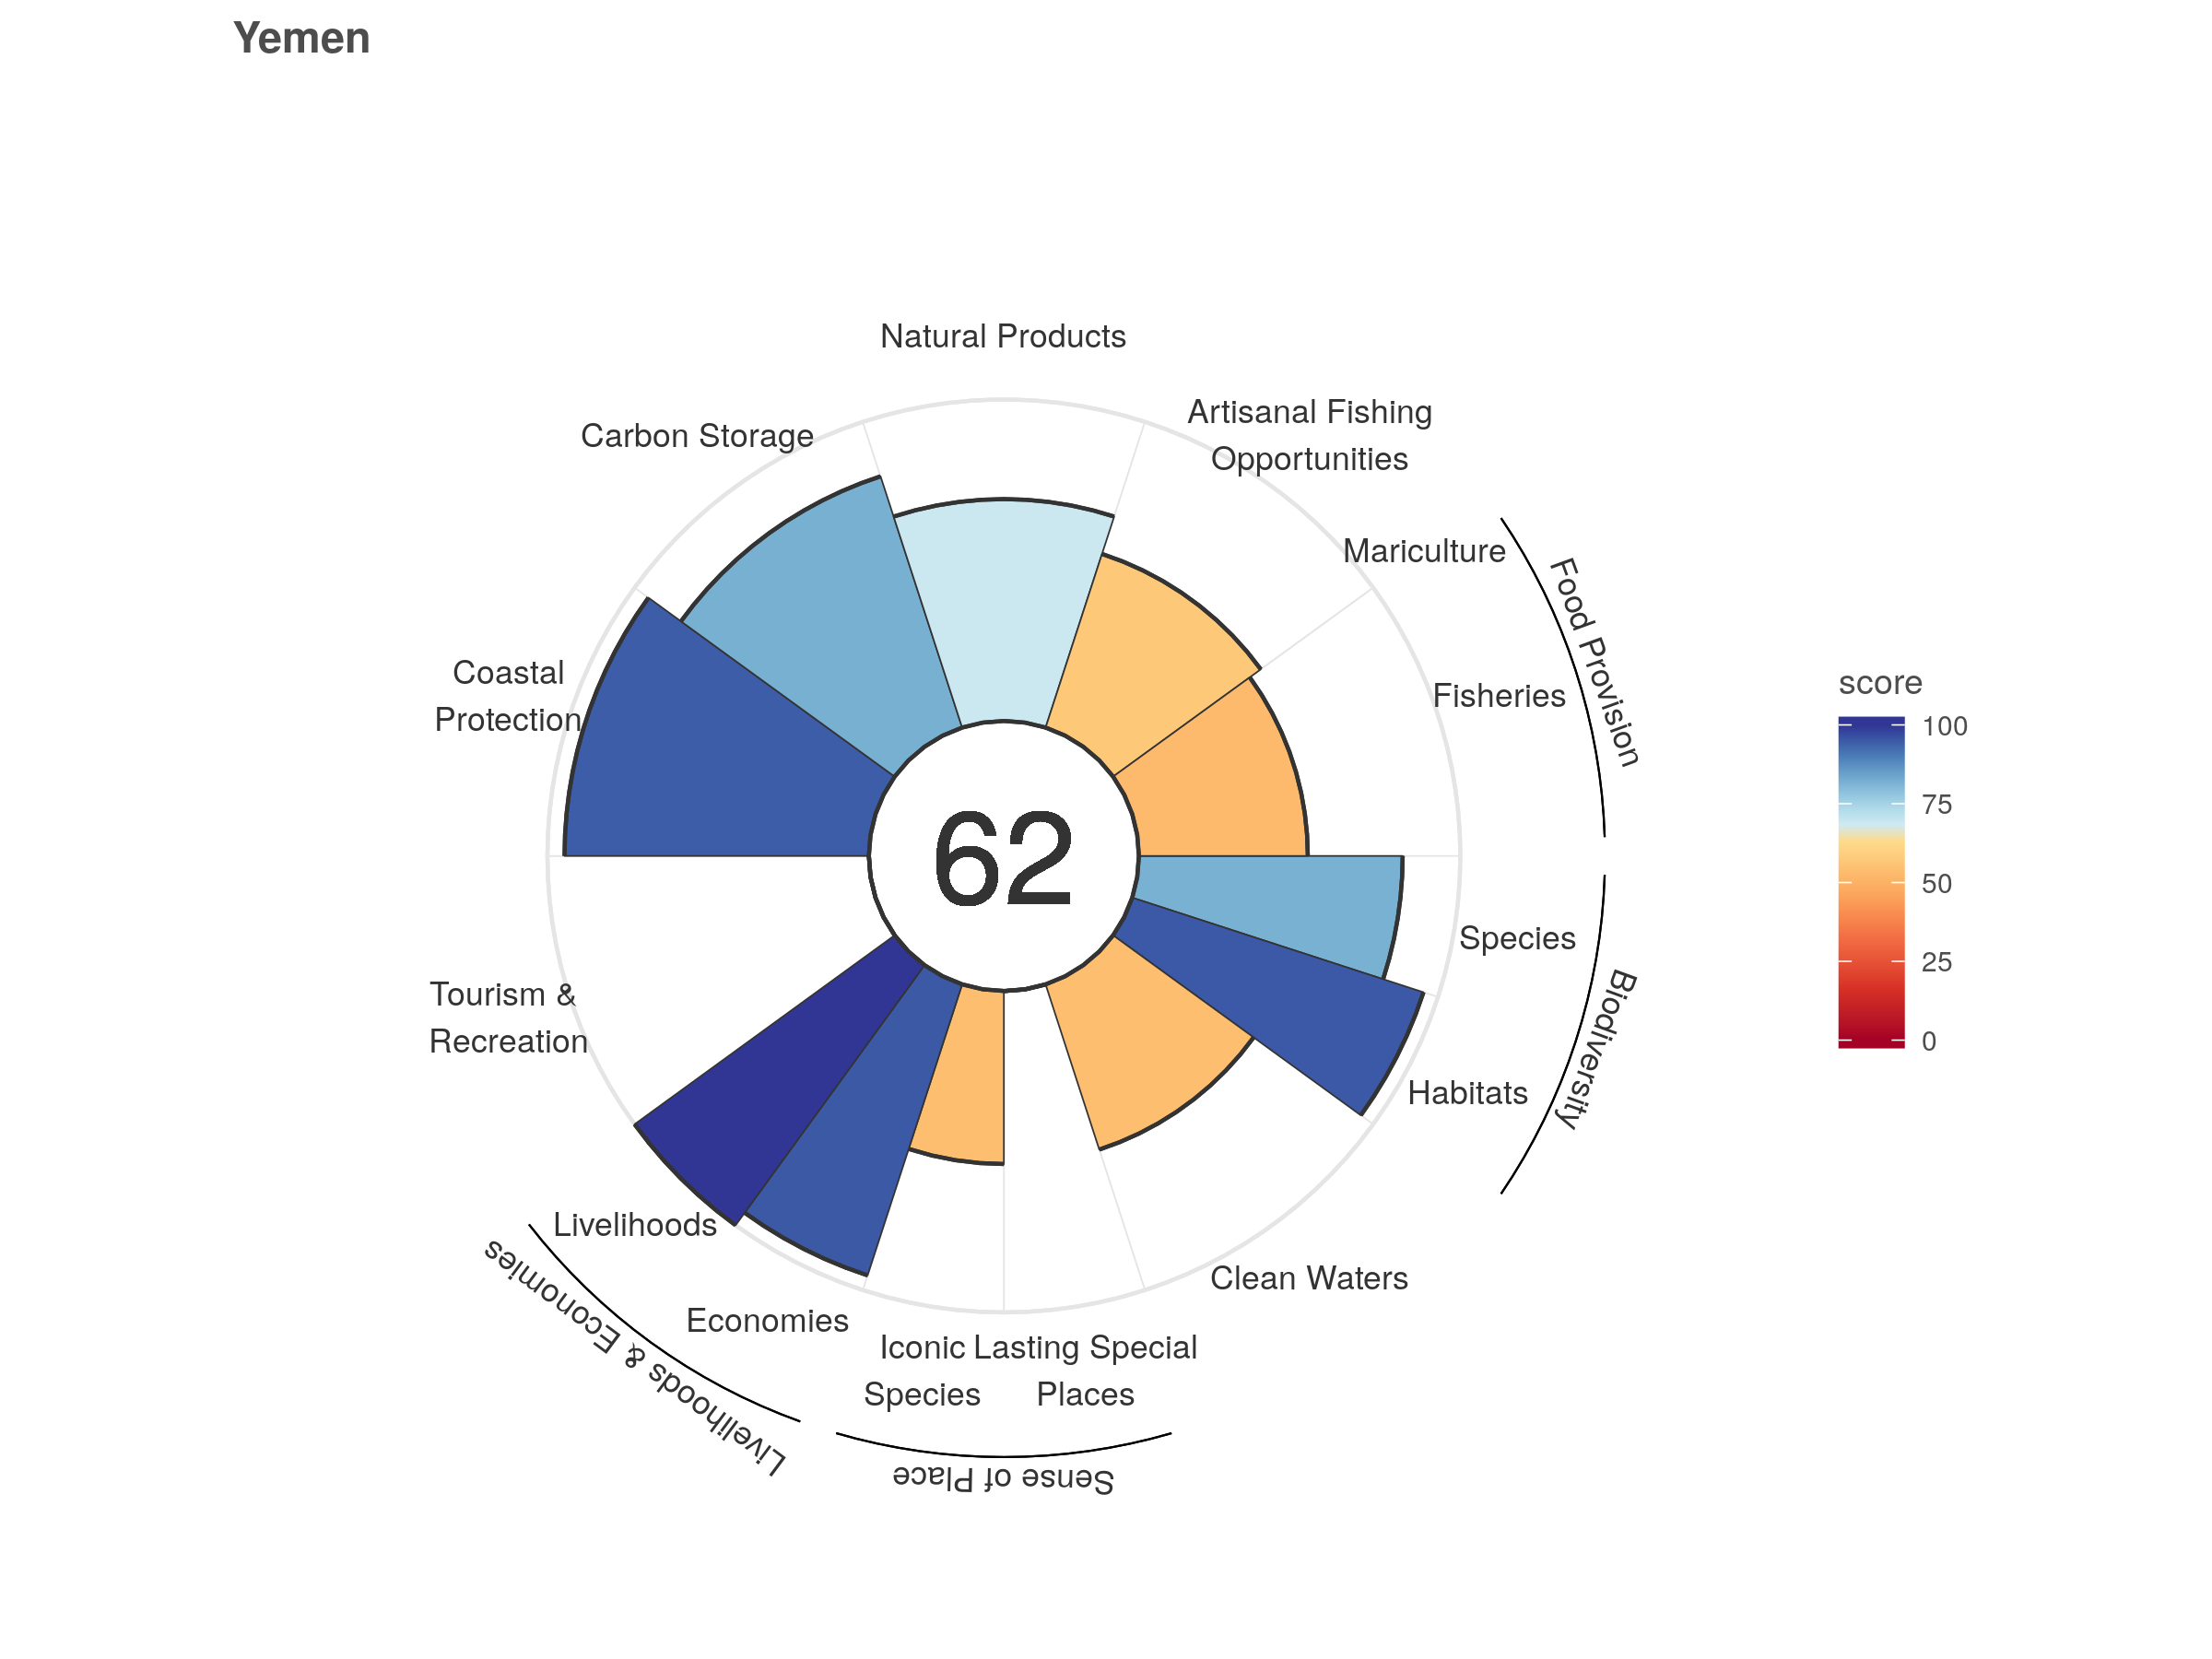 Yemen
Natural Products
Artisanal Fishing
Opportunities
Carbon Storage
Mariculture
Food Provision
Fisheries
Coastal
Protection
62
score
100
75
50
25
0
Species
Biodiversity
Habitats
Tourism &
Recreation
Livelihoods
Livelihoods & Economies
Economies
Clean Waters
Iconic
Species
Lasting Special
Places
Sense of Place